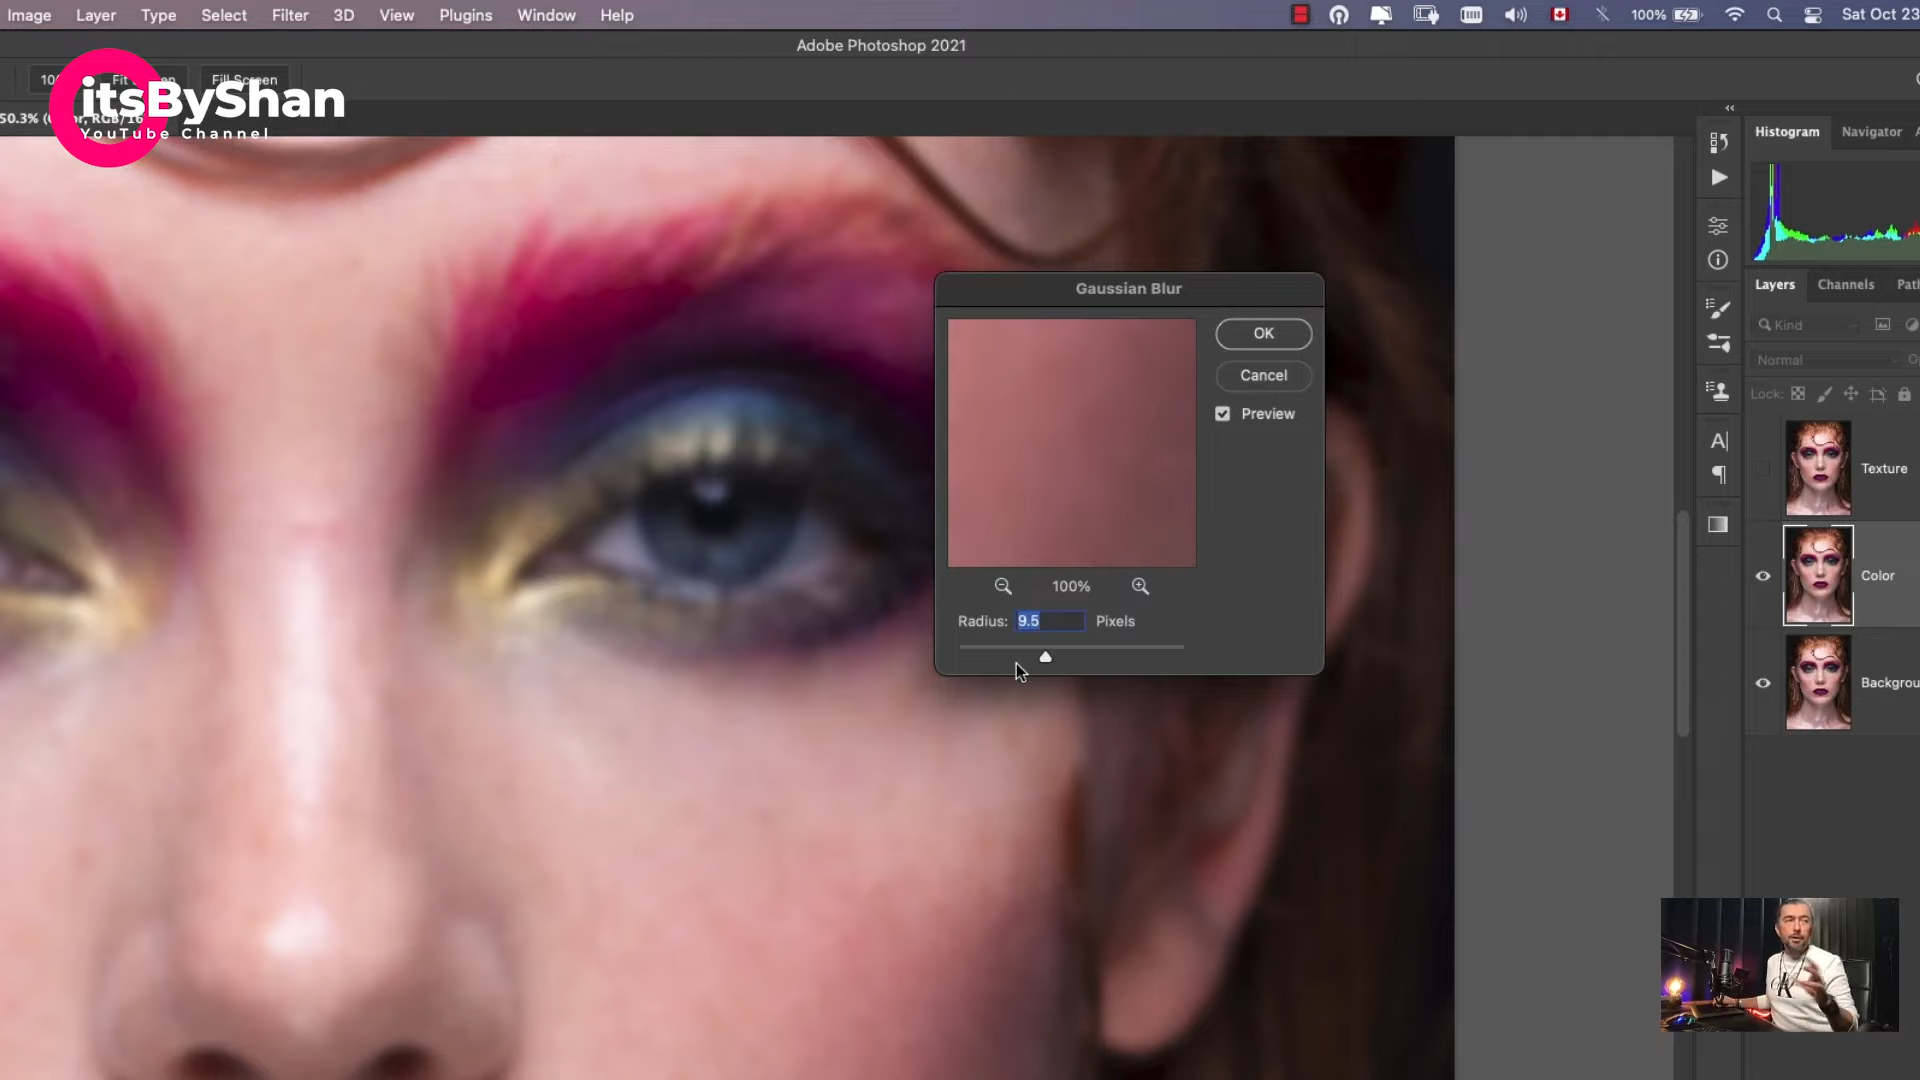 Image Layer Type Select Filter 3D View Plugins Window Help 100% Sat Oct 23
Adobe Photoshop 2021
Fill Screen
itsByShan
YouTube Channel
Histogram Navigator
Gaussian Blur
OK
Cancel
Preview
100%
Radius: 9.5 Pixels
Layers Channels
Kind
Normal
Lock:
Texture
Color